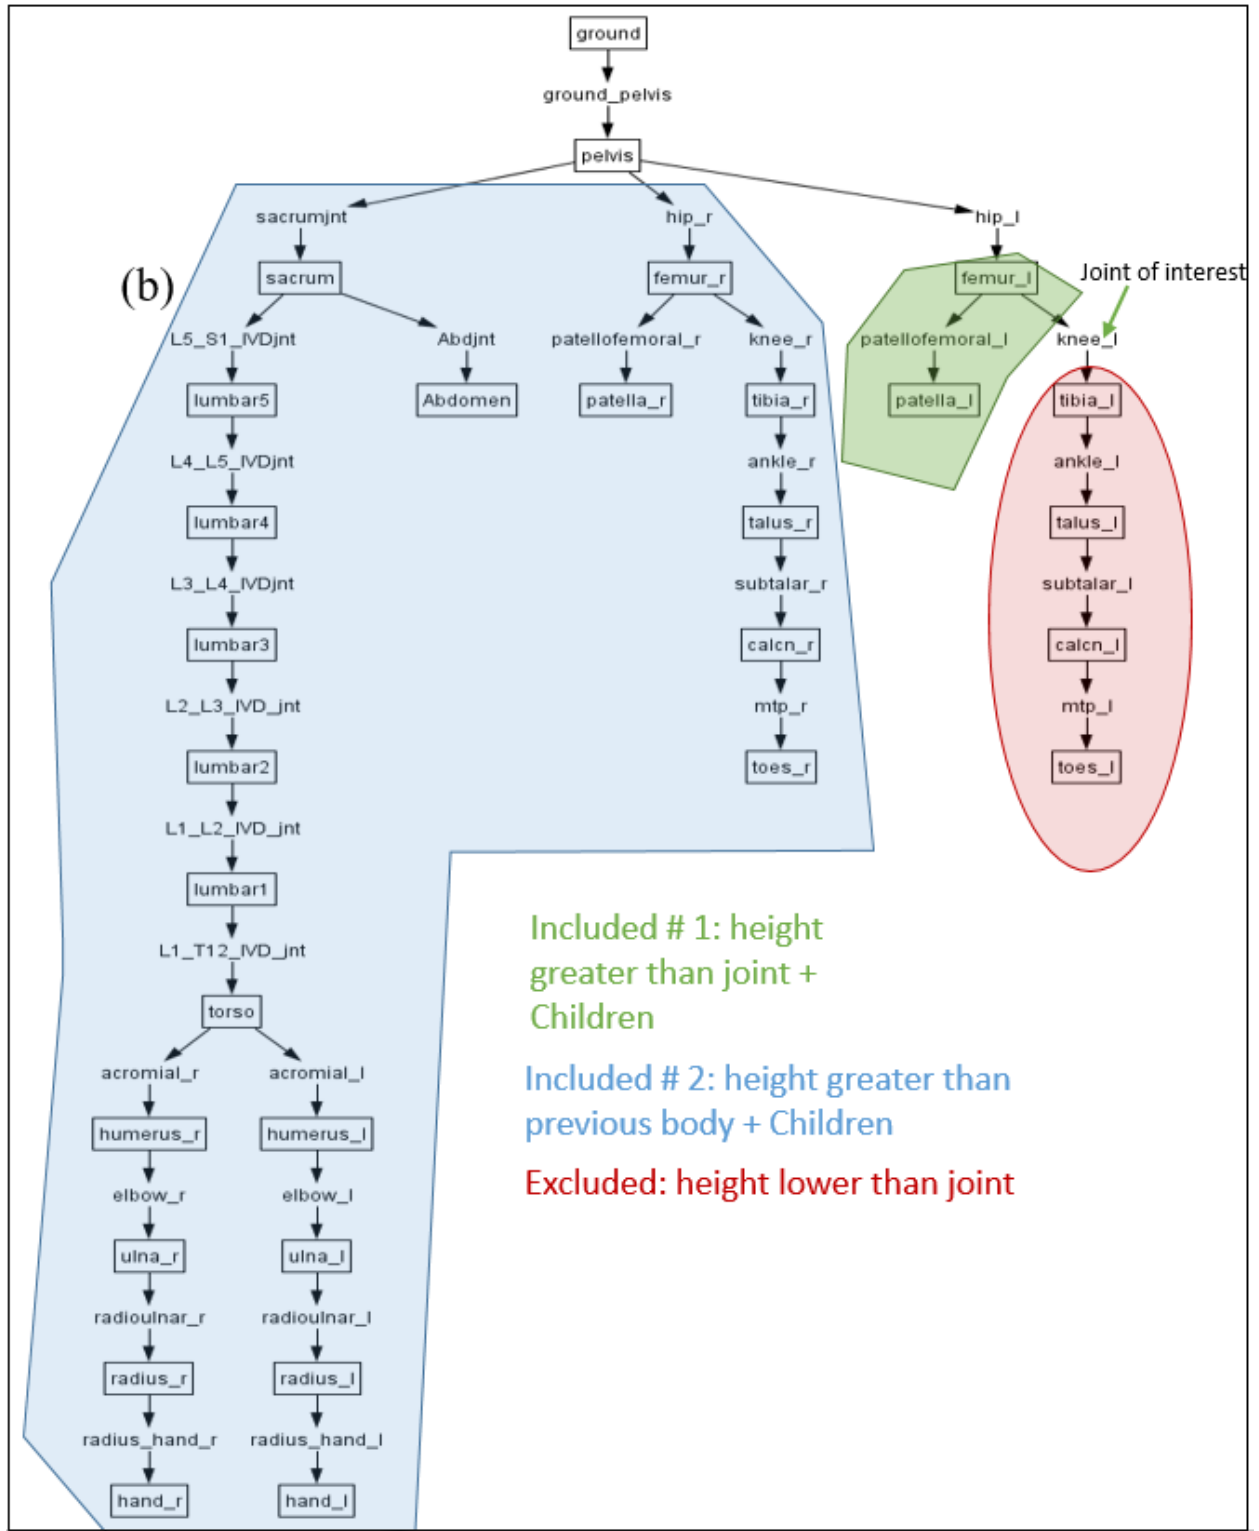 ground
ground_pelvis
pelvis
sacrumjnt
hip_r
hip_l
(b)
sacrum
femur_r
femur_l
Joint of interest
L5_S1_IVDjnt
Abdjnt
patellofemoral_r
knee_r
patellofemoral_l
knee_l
lumbar5
Abdomen
patella_r
tibia_r
patella_l
tibia_l
L4_L5_IVDjnt
ankle_r
ankle_l
lumbar4
talus_r
talus_l
L3_L4_IVDjnt
subtalar_r
subtalar_l
lumbar3
calcn_r
calcn_l
L2_L3_IVD_jnt
mtp_r
mtp_l
lumbar2
toes_r
toes_l
L1_L2_IVD_jnt
lumbar1
L1_T12_IVD_jnt
torso
acromial_r
acromial_l
humerus_r
humerus_l
elbow_r
elbow_l
ulna_r
ulna_l
radioulnar_r
radioulnar_l
radius_r
radius_l
radius_hand_r
radius_hand_l
hand_r
hand_l
Included # 1: height
greater than joint +
Children
Included # 2: height greater than
previous body + Children
Excluded: height lower than joint